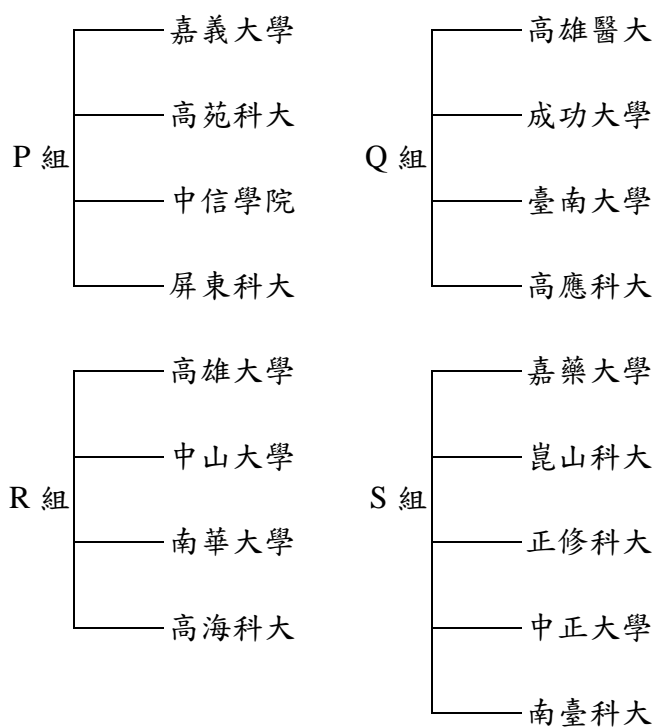 P 組
嘉義大學
高苑科大
中信學院
屏東科大
Q 組
高雄醫大
成功大學
臺南大學
高應科大
R 組
高雄大學
中山大學
南華大學
高海科大
S 組
嘉藥大學
崑山科大
正修科大
中正大學
南臺科大